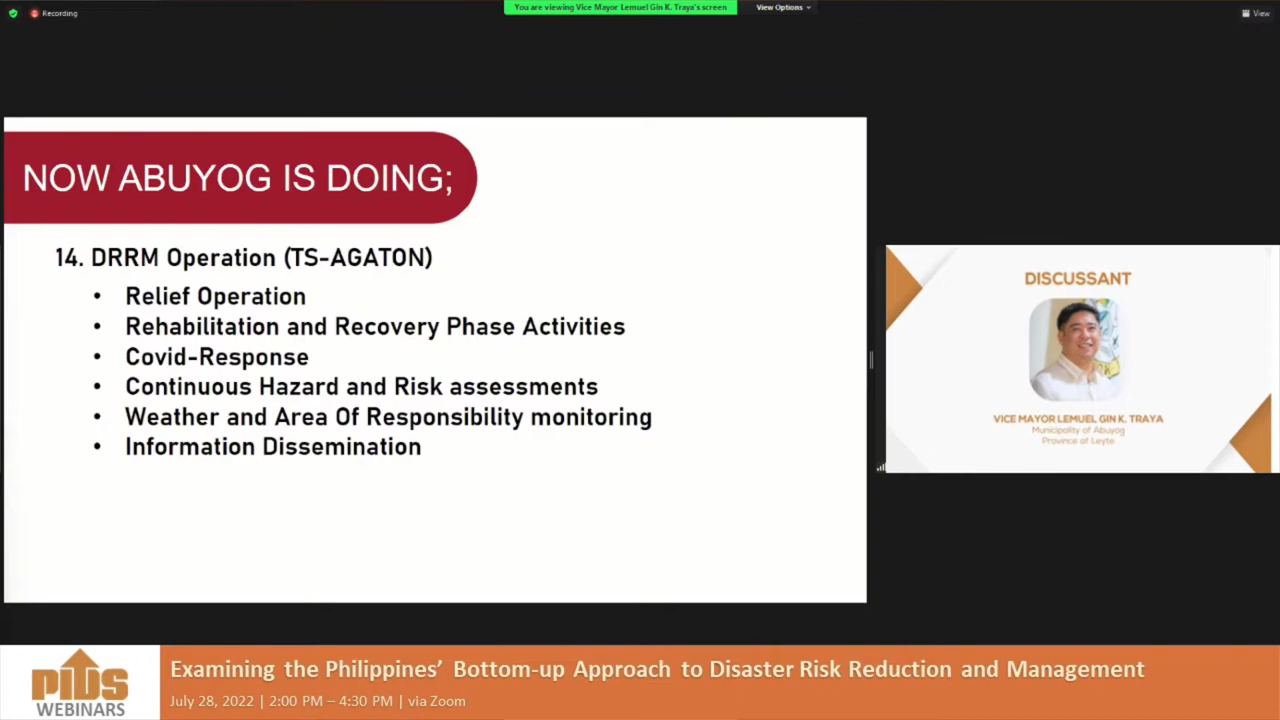 Recording
You are viewing Vice Mayor Lemuel Gin K. Traya's screen
View Options
View
NOW ABUYOG IS DOING;
14. DRRM Operation (TS-AGATON)
• Relief Operation
• Rehabilitation and Recovery Phase Activities
• Covid-Response
• Continuous Hazard and Risk assessments
• Weather and Area Of Responsibility monitoring
• Information Dissemination
DISCUSSANT
VICE MAYOR LEMUEL GIN K. TRAYA
Municipality of Abuyog
Province of Leyte
PIDS
WEBINARS
Examining the Philippines’ Bottom-up Approach to Disaster Risk Reduction and Management
July 28, 2022 | 2:00 PM – 4:30 PM | via Zoom